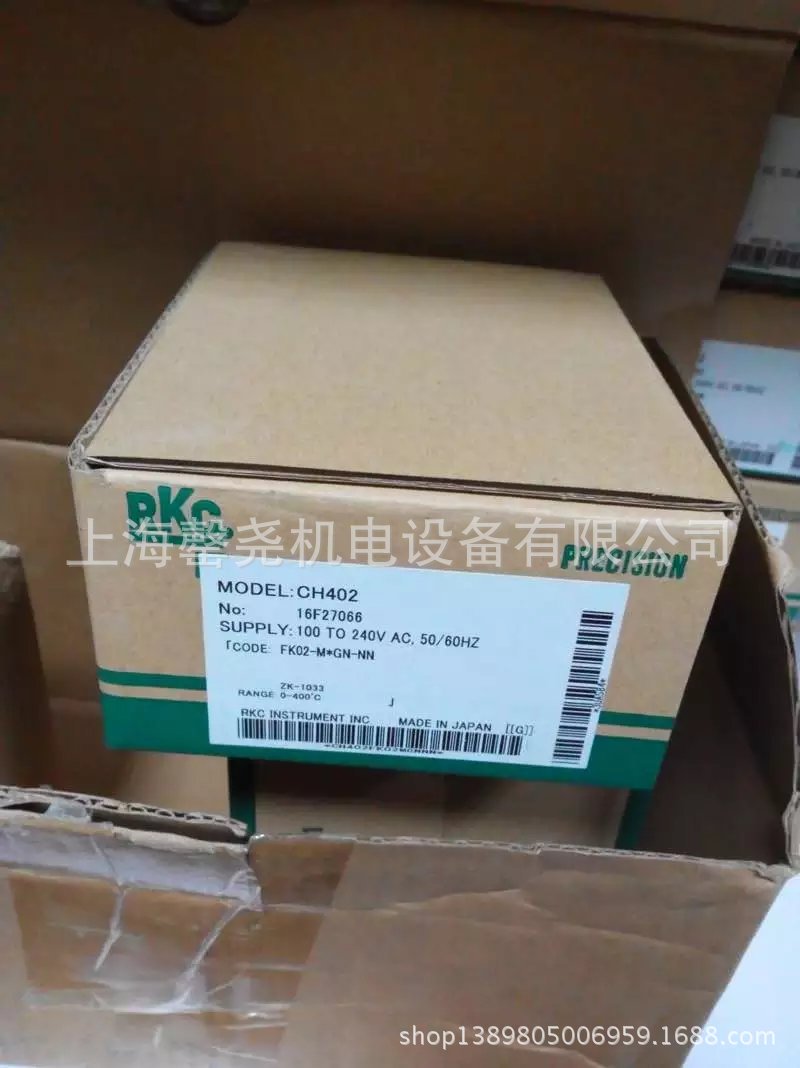 RKC
PRECISION
上海罄尧机电设备有限公司
MODEL: CH402
No: 16F27066
SUPPLY: 100 TO 240V AC, 50/60HZ
「CODE: FK02-M*GN-NN
ZK-1033
RANGE 0-400℃ J
RKC INSTRUMENT INC MADE IN JAPAN [[G]]
*CH402FK02MGNNN*
shop1389805006959.1688.com